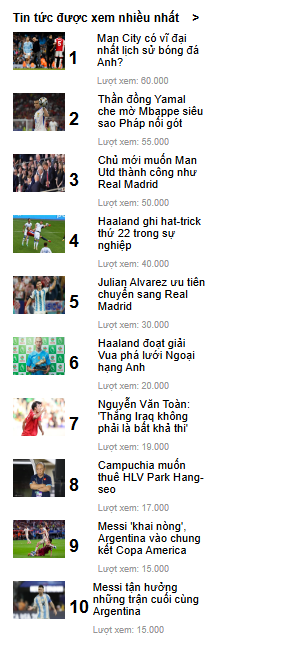 Tin tức được xem nhiều nhất >
1
Man City có vĩ đại
nhất lịch sử bóng đá
Anh?
Lượt xem: 60.000
2
Thần đồng Yamal
che mờ Mbappe siêu
sao Pháp nổi gót
Lượt xem: 55.000
3
Chủ mới muốn Man
Utd thành công như
Real Madrid
Lượt xem: 50.000
4
Haaland ghi hat-trick
thứ 22 trong sự
nghiệp
Lượt xem: 40.000
5
Julian Alvarez ưu tiên
chuyển sang Real
Madrid
Lượt xem: 30.000
6
Haaland đoạt giải
Vua phá lưới Ngoại
hạng Anh
Lượt xem: 20.000
7
Nguyễn Văn Toàn:
'Thắng Iraq không
phải là bất khả thi'
Lượt xem: 19.000
8
Campuchia muốn
thuê HLV Park Hang-
seo
Lượt xem: 17.000
9
Messi 'khai nòng',
Argentina vào chung
kết Copa America
Lượt xem: 15.000
10
Messi tận hưởng
những trận cuối cùng
Argentina
Lượt xem: 15.000